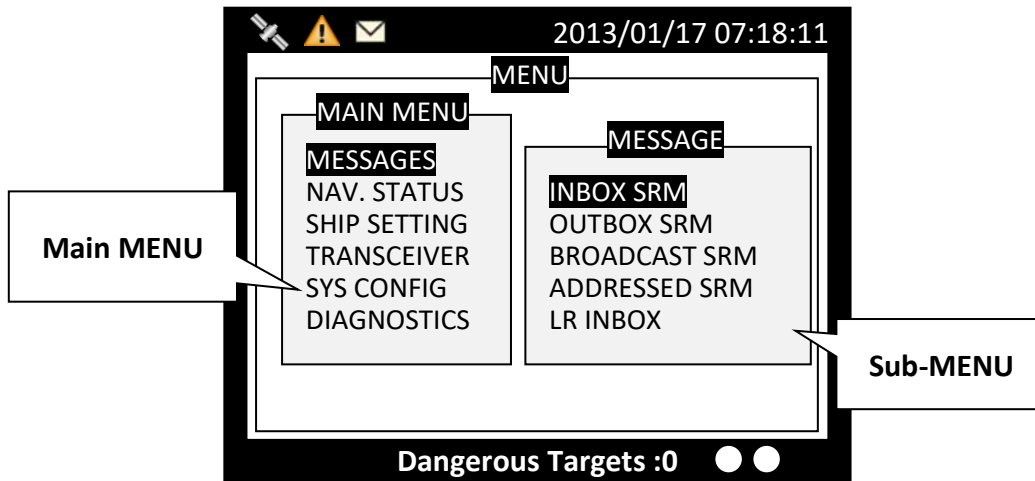 2013/01/17 07:18:11
MENU
MAIN MENU
MESSAGES
NAV. STATUS
SHIP SETTING
TRANSCEIVER
SYS CONFIG
DIAGNOSTICS
MESSAGE
INBOX SRM
OUTBOX SRM
BROADCAST SRM
ADDRESSED SRM
LR INBOX
Main MENU
Sub-MENU
Dangerous Targets :0